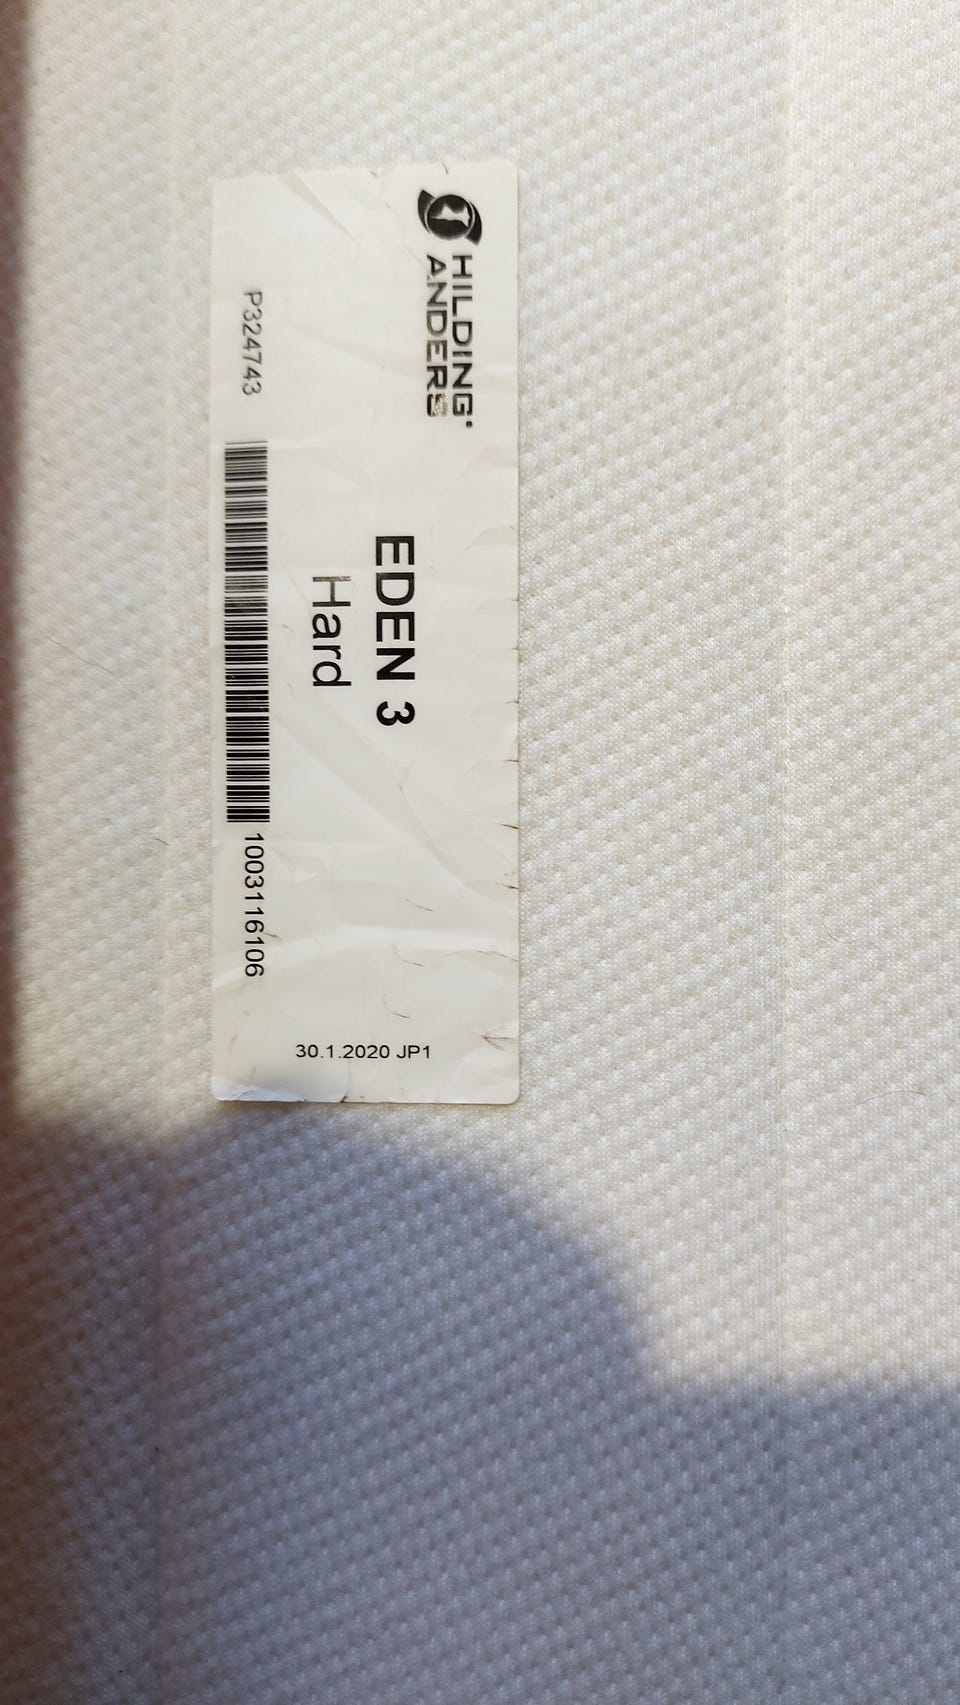 HILDING
ANDERS
EDEN 3
Hard
P324743
1003116106
30.1.2020 JP1